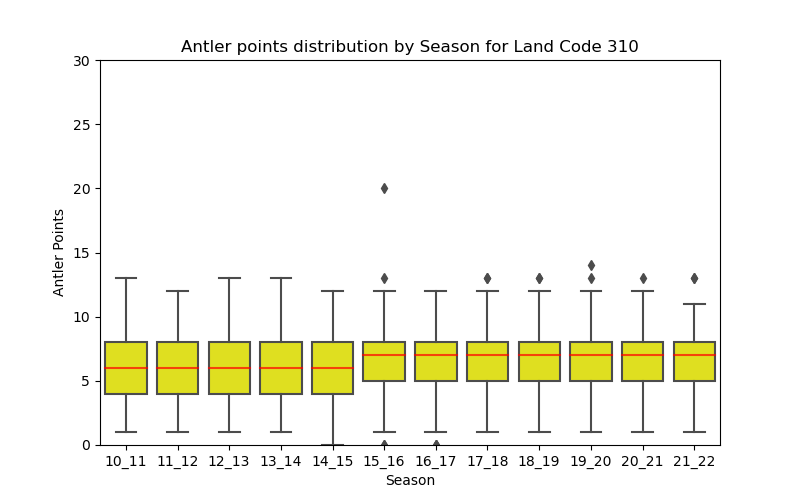 Antler points distribution by Season for Land Code 310
30
25
20
15
10
5
0
Antler Points
10_11 11_12 12_13 13_14 14_15 15_16 16_17 17_18 18_19 19_20 20_21 21_22
Season